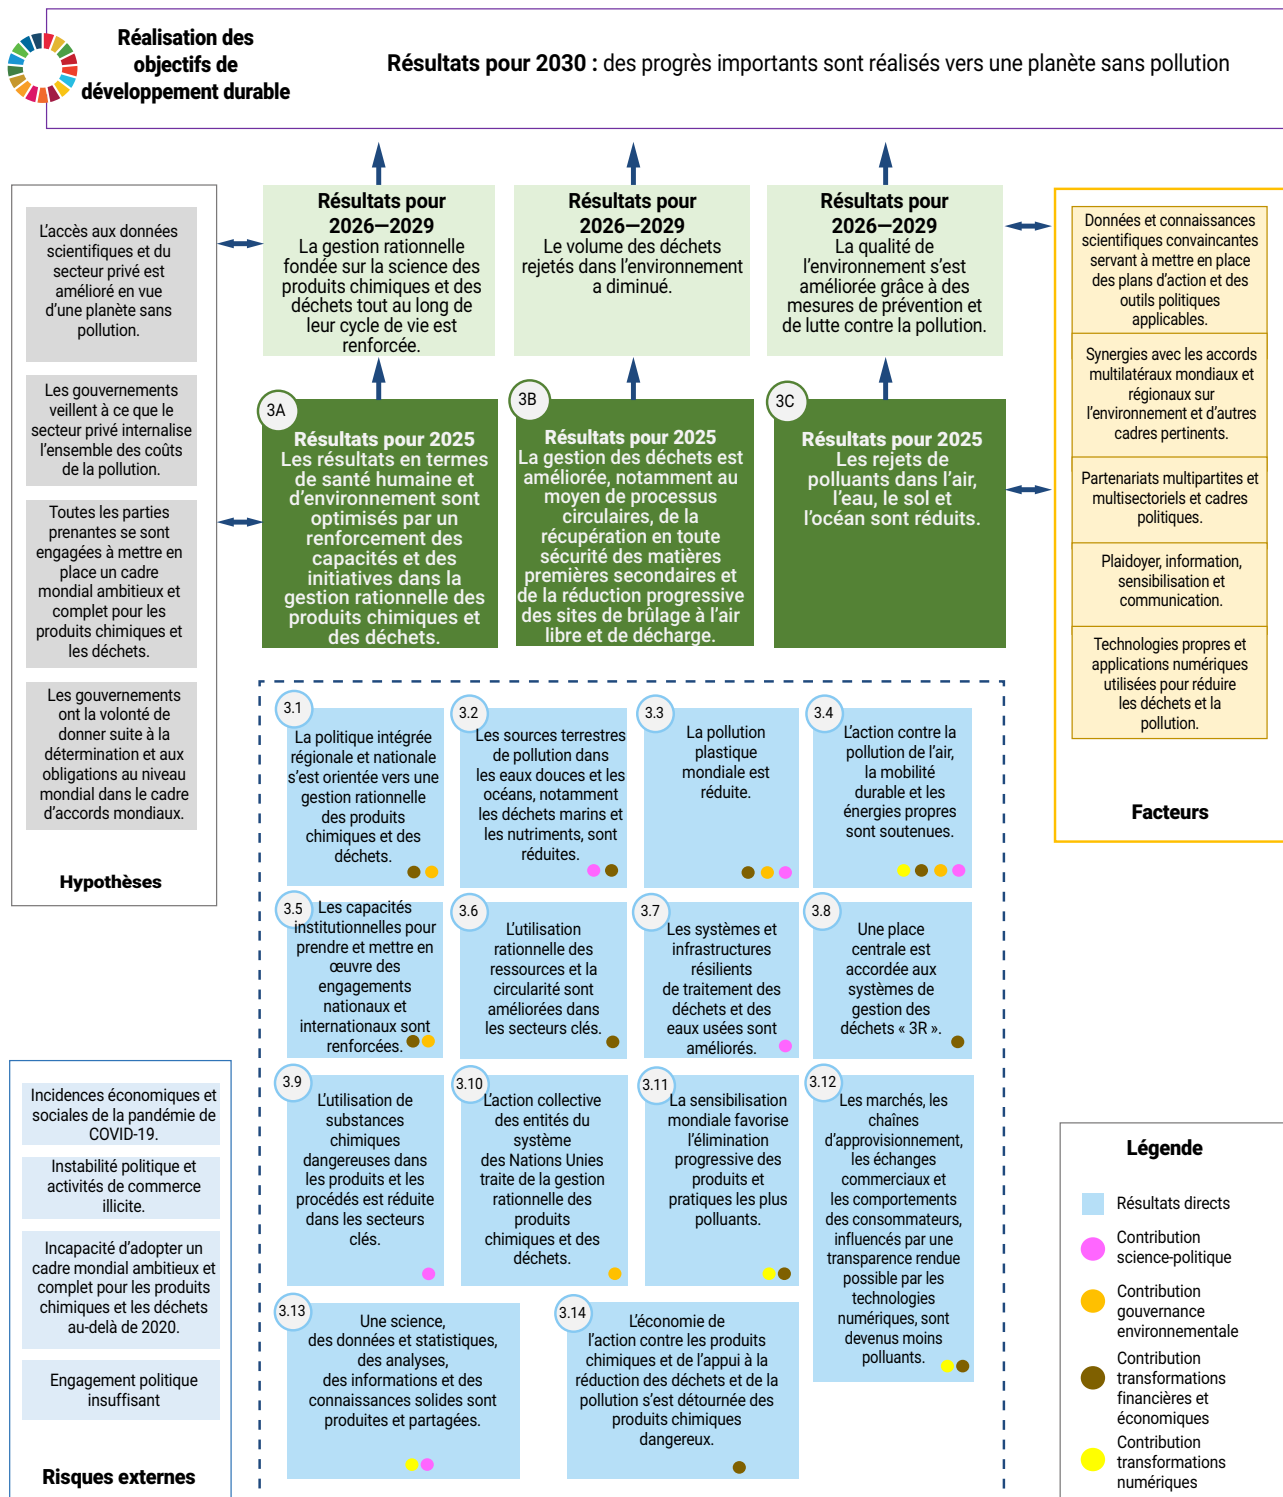 Réalisation des
objectifs de
développement durable
Résultats pour 2030 : des progrès importants sont réalisés vers une planète sans pollution
L’accès aux données
scientifiques et du
secteur privé est
amélioré en vue
d’une planète sans
pollution.
Les gouvernements
veillent à ce que le
secteur privé internalise
l’ensemble des coûts
de la pollution.
Toutes les parties
prenantes se sont
engagées à mettre en
place un cadre
mondial ambitieux et
complet pour les
produits chimiques et
les déchets.
Les gouvernements
ont la volonté de
donner suite à la
détermination et aux
obligations au niveau
mondial dans le cadre
d’accords mondiaux.
Hypothèses
Résultats pour
2026—2029
La gestion rationnelle
fondée sur la science des
produits chimiques et des
déchets tout au long de
leur cycle de vie est
renforcée.
Résultats pour
2026—2029
Le volume des déchets
rejetés dans l’environnement
a diminué.
Résultats pour
2026—2029
La qualité de
l’environnement s’est
améliorée grâce à des
mesures de prévention et
de lutte contre la pollution.
3A
Résultats pour 2025
Les résultats en termes
de santé humaine et
d’environnement sont
optimisés par un
renforcement des
capacités et des
initiatives dans la
gestion rationnelle des
produits chimiques et
des déchets.
3B
Résultats pour 2025
La gestion des déchets est
améliorée, notamment au
moyen de processus
circulaires, de la
récupération en toute
sécurité des matières
premières secondaires et
de la réduction progressive
des sites de brûlage à l’air
libre et de décharge.
3C
Résultats pour 2025
Les rejets de
polluants dans l’air,
l’eau, le sol et
l’océan sont réduits.
Données et connaissances
scientifiques convaincantes
servant à mettre en place
des plans d’action et des
outils politiques
applicables.
Synergies avec les accords
multilatéraux mondiaux et
régionaux sur
l’environnement et d’autres
cadres pertinents.
Partenariats multipartites et
multisectoriels et cadres
politiques.
Plaidoyer, information,
sensibilisation et
communication.
Technologies propres et
applications numériques
utilisées pour réduire
les déchets et la
pollution.
Facteurs
3.1
La politique intégrée
régionale et nationale
s’est orientée vers une
gestion rationnelle
des produits
chimiques et des
déchets.
3.2
Les sources terrestres
de pollution dans
les eaux douces et les
océans, notamment
les déchets marins et
les nutriments, sont
réduites.
3.3
La pollution
plastique
mondiale est
réduite.
3.4
L’action contre la
pollution de l’air,
la mobilité
durable et les
énergies propres
sont soutenues.
3.5
Les capacités
institutionnelles pour
prendre et mettre en
œuvre des
engagements
nationaux et
internationaux sont
renforcées.
3.6
L’utilisation
rationnelle des
ressources et la
circularité sont
améliorées dans
les secteurs clés.
3.7
Les systèmes et
infrastructures
résilients
de traitement des
déchets et des
eaux usées sont
améliorés.
3.8
Une place
centrale est
accordée aux
systèmes de
gestion des
déchets « 3R ».
3.9
L’utilisation de
substances
chimiques
dangereuses dans
les produits et les
procédés est réduite
dans les secteurs
clés.
3.10
L’action collective
des entités du
système
des Nations Unies
traite de la gestion
rationnelle des
produits
chimiques et des
déchets.
3.11
La sensibilisation
mondiale favorise
l’élimination
progressive des
produits et
pratiques les plus
polluants.
3.12
Les marchés, les
chaînes
d’approvisionnement,
les échanges
commerciaux et
les comportements
des consommateurs,
influencés par une
transparence rendue
possible par les
technologies
numériques, sont
devenus moins
polluants.
3.13
Une science,
des données et statistiques,
des analyses,
des informations et des
connaissances solides sont
produites et partagées.
3.14
L’économie de
l’action contre les produits
chimiques et de l’appui à la
réduction des déchets et de la
pollution s’est détournée des
produits chimiques
dangereux.
Incidences économiques et
sociales de la pandémie de
COVID-19.
Instabilité politique et
activités de commerce
illicite.
Incapacité d’adopter un
cadre mondial ambitieux et
complet pour les produits
chimiques et les déchets
au-delà de 2020.
Engagement politique
insuffisant
Risques externes
Légende
Résultats directs
Contribution
science-politique
Contribution
gouvernance
environnementale
Contribution
transformations
financières et
économiques
Contribution
transformations
numériques